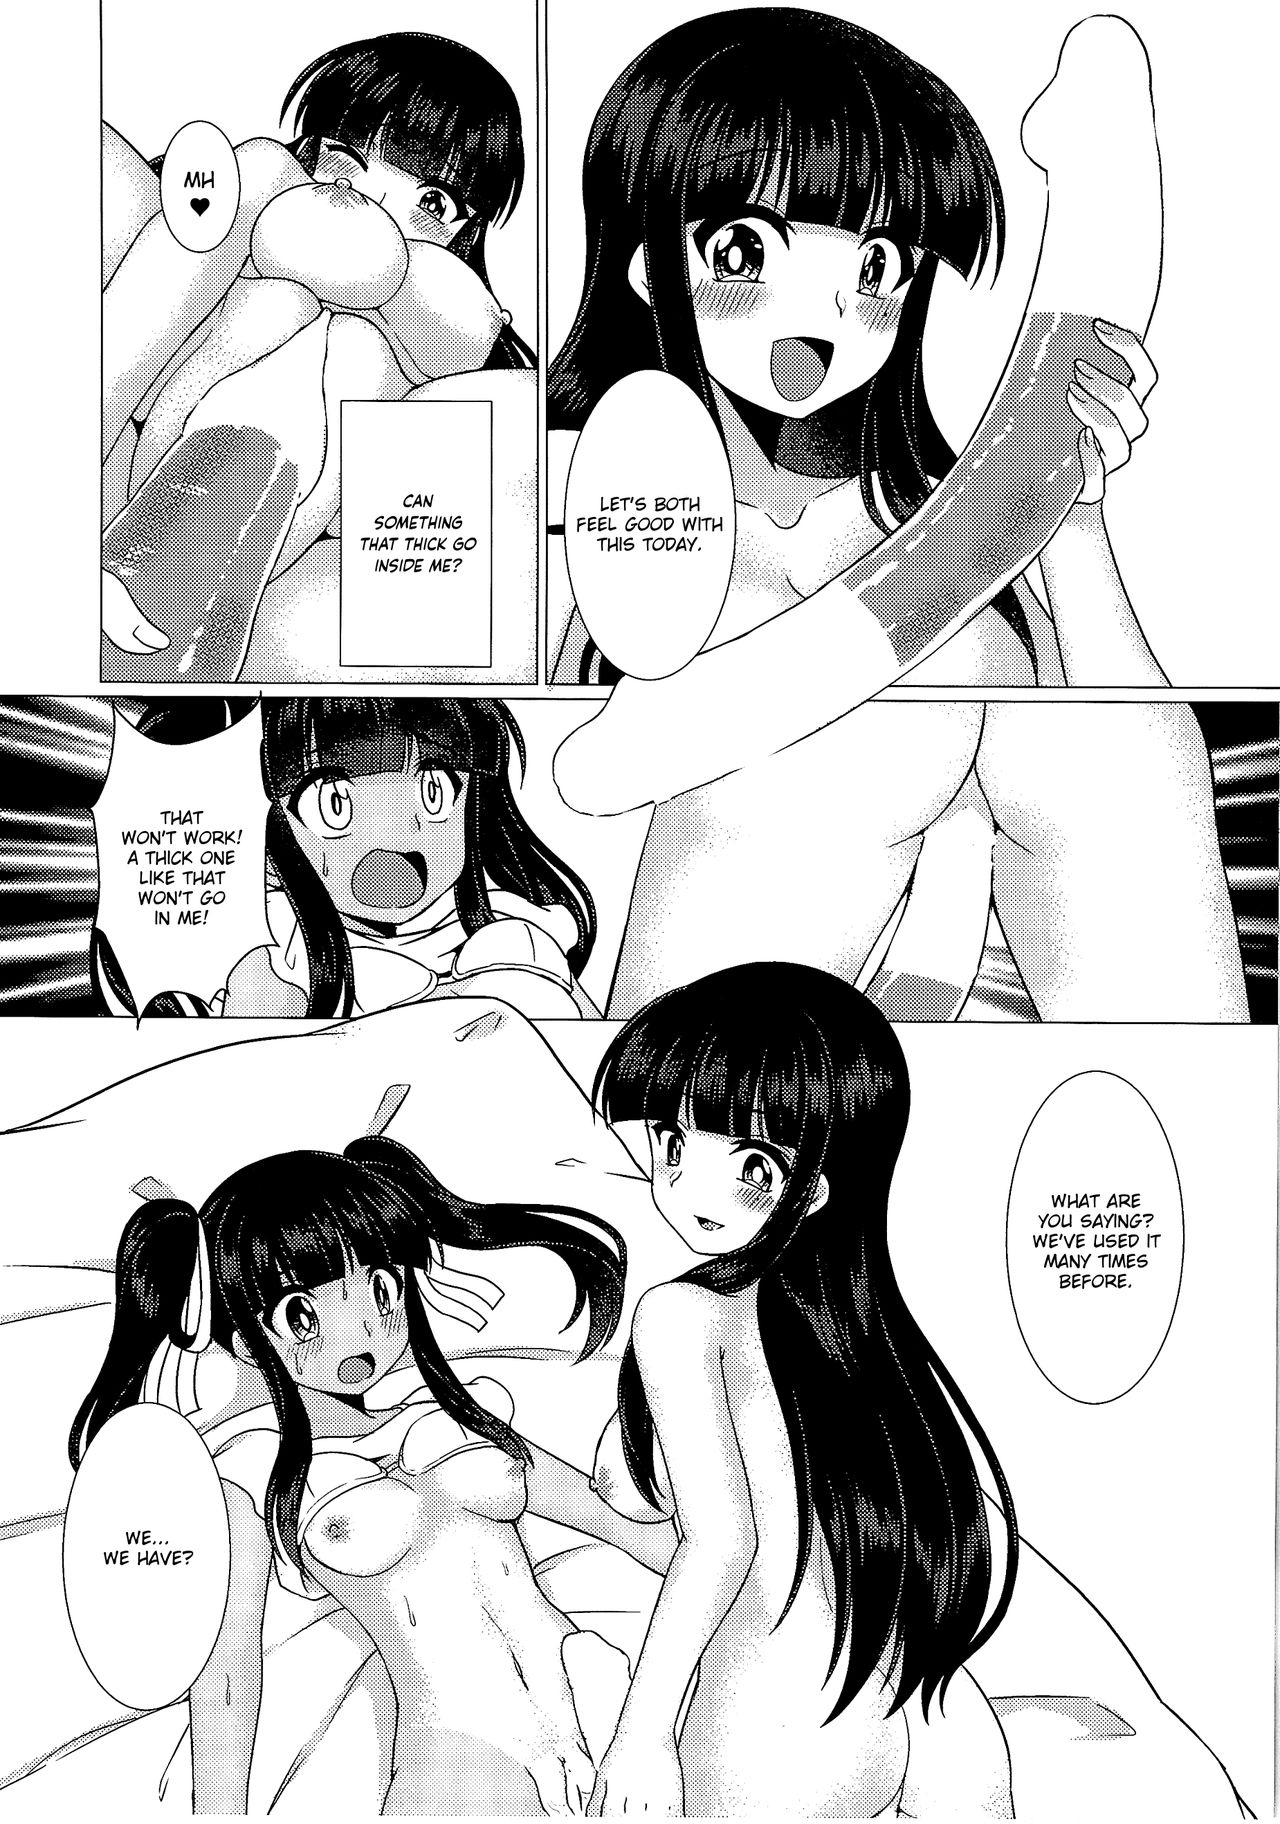 LET'S BOTH
FEEL GOOD WITH
THIS TODAY.
MH
♥
CAN
SOMETHING
THAT THICK GO
INSIDE ME?
THAT
WON'T WORK!
A THICK ONE
LIKE THAT
WON'T GO
IN ME!
WHAT ARE
YOU SAYING?
WE'VE USED IT
MANY TIMES
BEFORE.
WE...
WE HAVE?